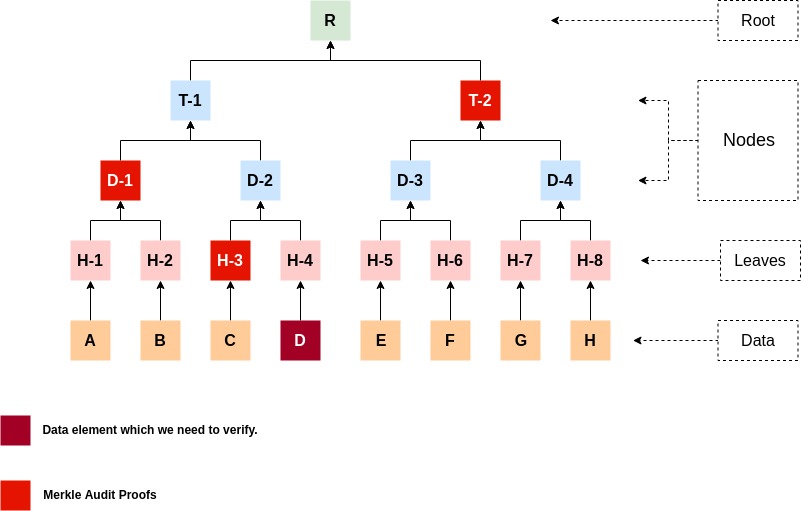 R
Root
T-1
T-2
Nodes
D-1
D-2
D-3
D-4
H-1
H-2
H-3
H-4
H-5
H-6
H-7
H-8
Leaves
A
B
C
D
E
F
G
H
Data
Data element which we need to verify.
Merkle Audit Proofs